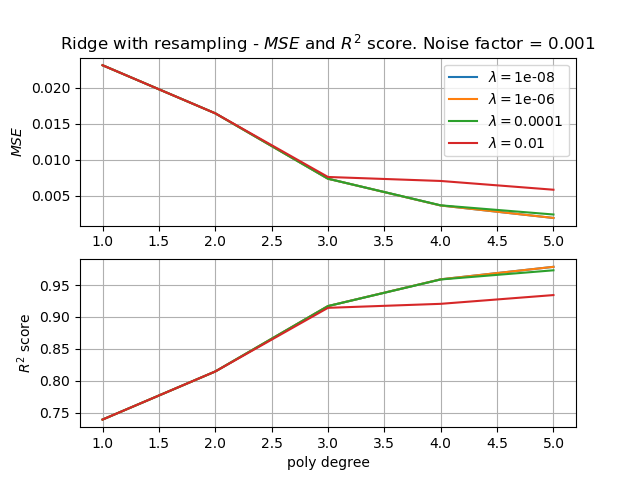 Ridge with resampling - MSE and R² score. Noise factor = 0.001
MSE
0.020
0.015
0.010
0.005
λ = 1e-08
λ = 1e-06
λ = 0.0001
λ = 0.01
1.0 1.5 2.0 2.5 3.0 3.5 4.0 4.5 5.0
R² score
0.95
0.90
0.85
0.80
0.75
1.0 1.5 2.0 2.5 3.0 3.5 4.0 4.5 5.0
poly degree